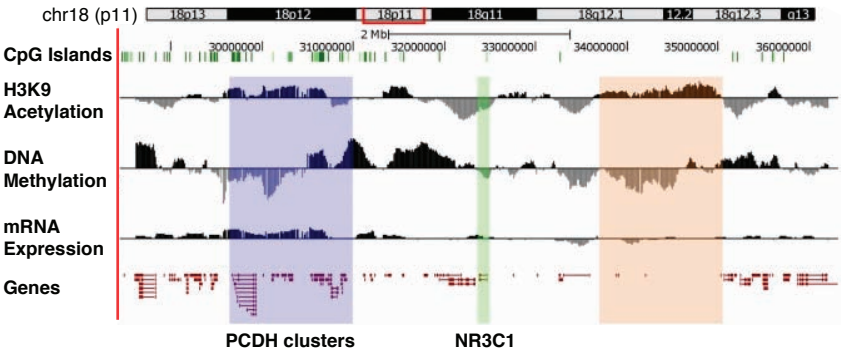 chr18 (p11) 18p13 18p12 18p11 18q11 18q12.1 12.2 18q12.3 q13
2 Mb
CpG Islands 30000000 31000000 32000000 33000000 34000000 35000000 36000000
H3K9
Acetylation
DNA
Methylation
mRNA
Expression
Genes
PCDH clusters NR3C1